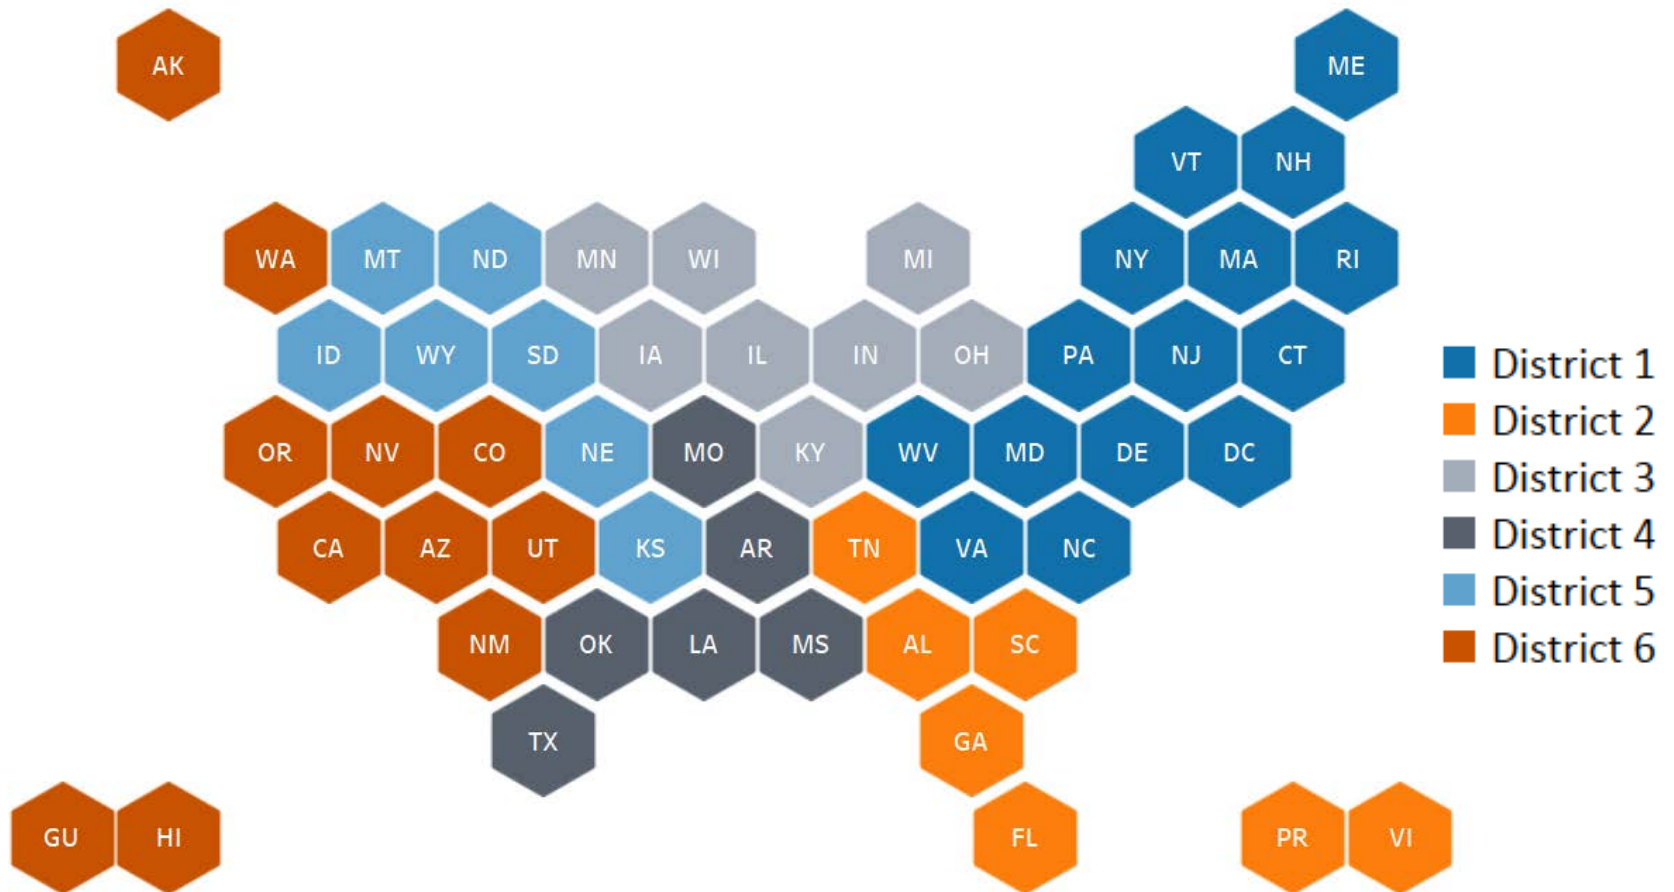 AK
ME
VT NH
WA MT ND MN WI MI NY MA RI
ID WY SD IA IL IN OH PA NJ CT
OR NV CO NE MO KY WV MD DE DC
CA AZ UT KS AR TN VA NC
NM OK LA MS AL SC
TX GA
GU HI FL PR VI
District 1
District 2
District 3
District 4
District 5
District 6